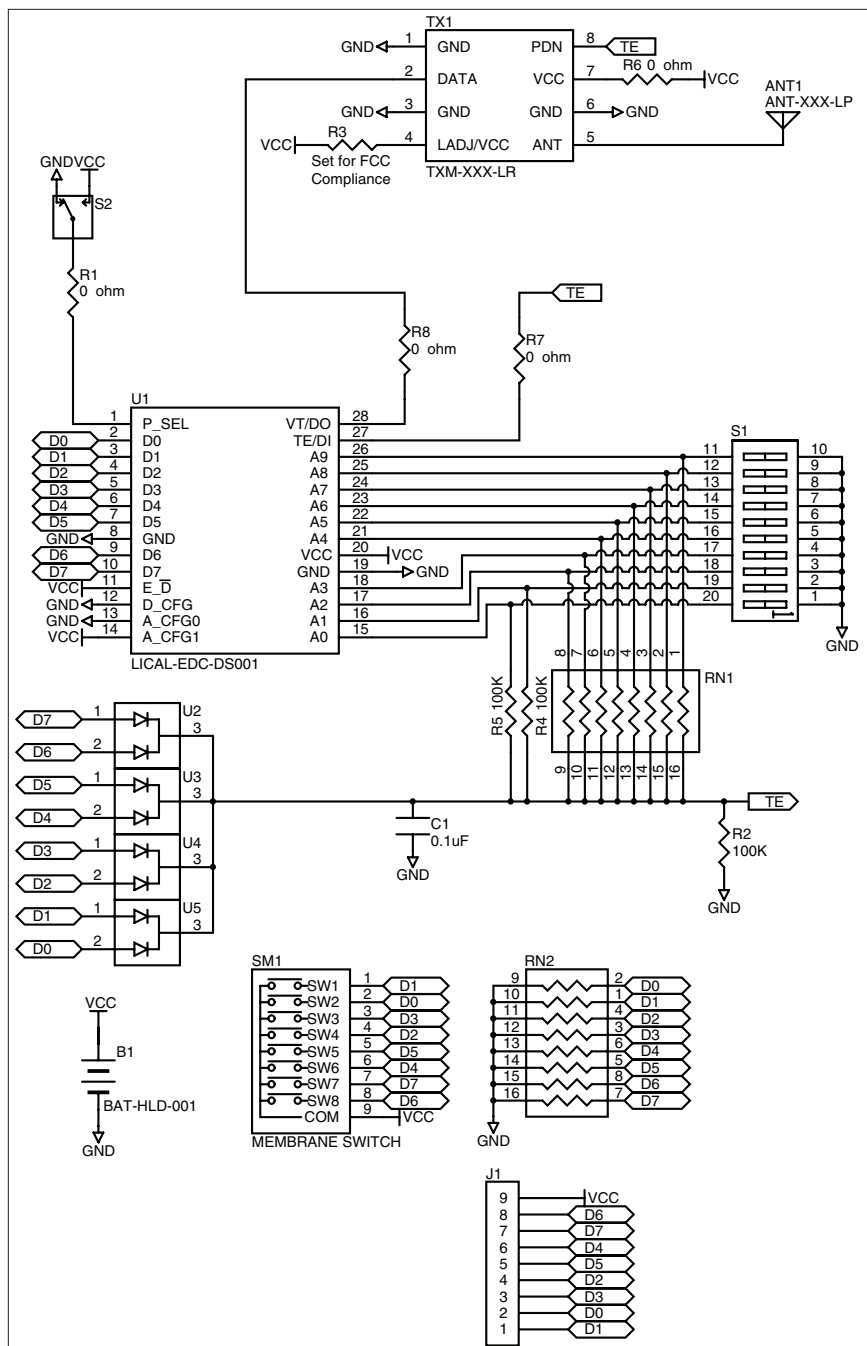 TX1
GND 1 GND PDN 8 TE
2 DATA VCC 7 R6 0 ohm VCC
GND 3 GND GND 6 GND
VCC R3 4 LADJ/VCC ANT 5
Set for FCC
Compliance
TXM-XXX-LR
ANT1
ANT-XXX-LP
GND VCC
S2
R1
0 ohm
R8
0 ohm
TE
R7
0 ohm
U1
1 P_SEL VT/DO 28
D0 2 D0 TE/DI 27
D1 3 D1 A9 26
D2 4 D2 A8 25
D3 5 D3 A7 24
D4 6 D4 A6 23
D5 7 D5 A5 22
GND 8 GND A4 21
D6 9 D6 VCC 20 VCC
D7 10 D7 GND 19 GND
VCC 11 E_D A3 18
GND 12 D_CFG A2 17
GND 13 A_CFG0 A1 16
VCC 14 A_CFG1 A0 15
LICAL-EDC-DS001
S1
11 10
12 9
13 8
14 7
15 6
16 5
17 4
18 3
19 2
20 1
GND
8 7 6 5 4 3 2 1
RN1
R5 100K
R4 100K
9 10 11 12 13 14 15 16
D7 1 U2
3
D6 2
D5 1 U3
3
D4 2
D3 1 U4
3
D2 2
D1 1 U5
3
D0 2
C1
0.1uF
GND
TE
R2
100K
GND
VCC
B1
BAT-HLD-001
GND
SM1
SW1 1 D1
SW2 2 D0
SW3 3 D3
SW4 4 D2
SW5 5 D5
SW6 6 D4
SW7 7 D7
SW8 8 D6
COM 9 VCC
MEMBRANE SWITCH
RN2
9 2 D0
10 1 D1
11 4 D2
12 3 D3
13 6 D4
14 5 D5
15 8 D6
16 7 D7
GND
J1
9 VCC
8 D6
7 D7
6 D4
5 D5
4 D2
3 D3
2 D0
1 D1